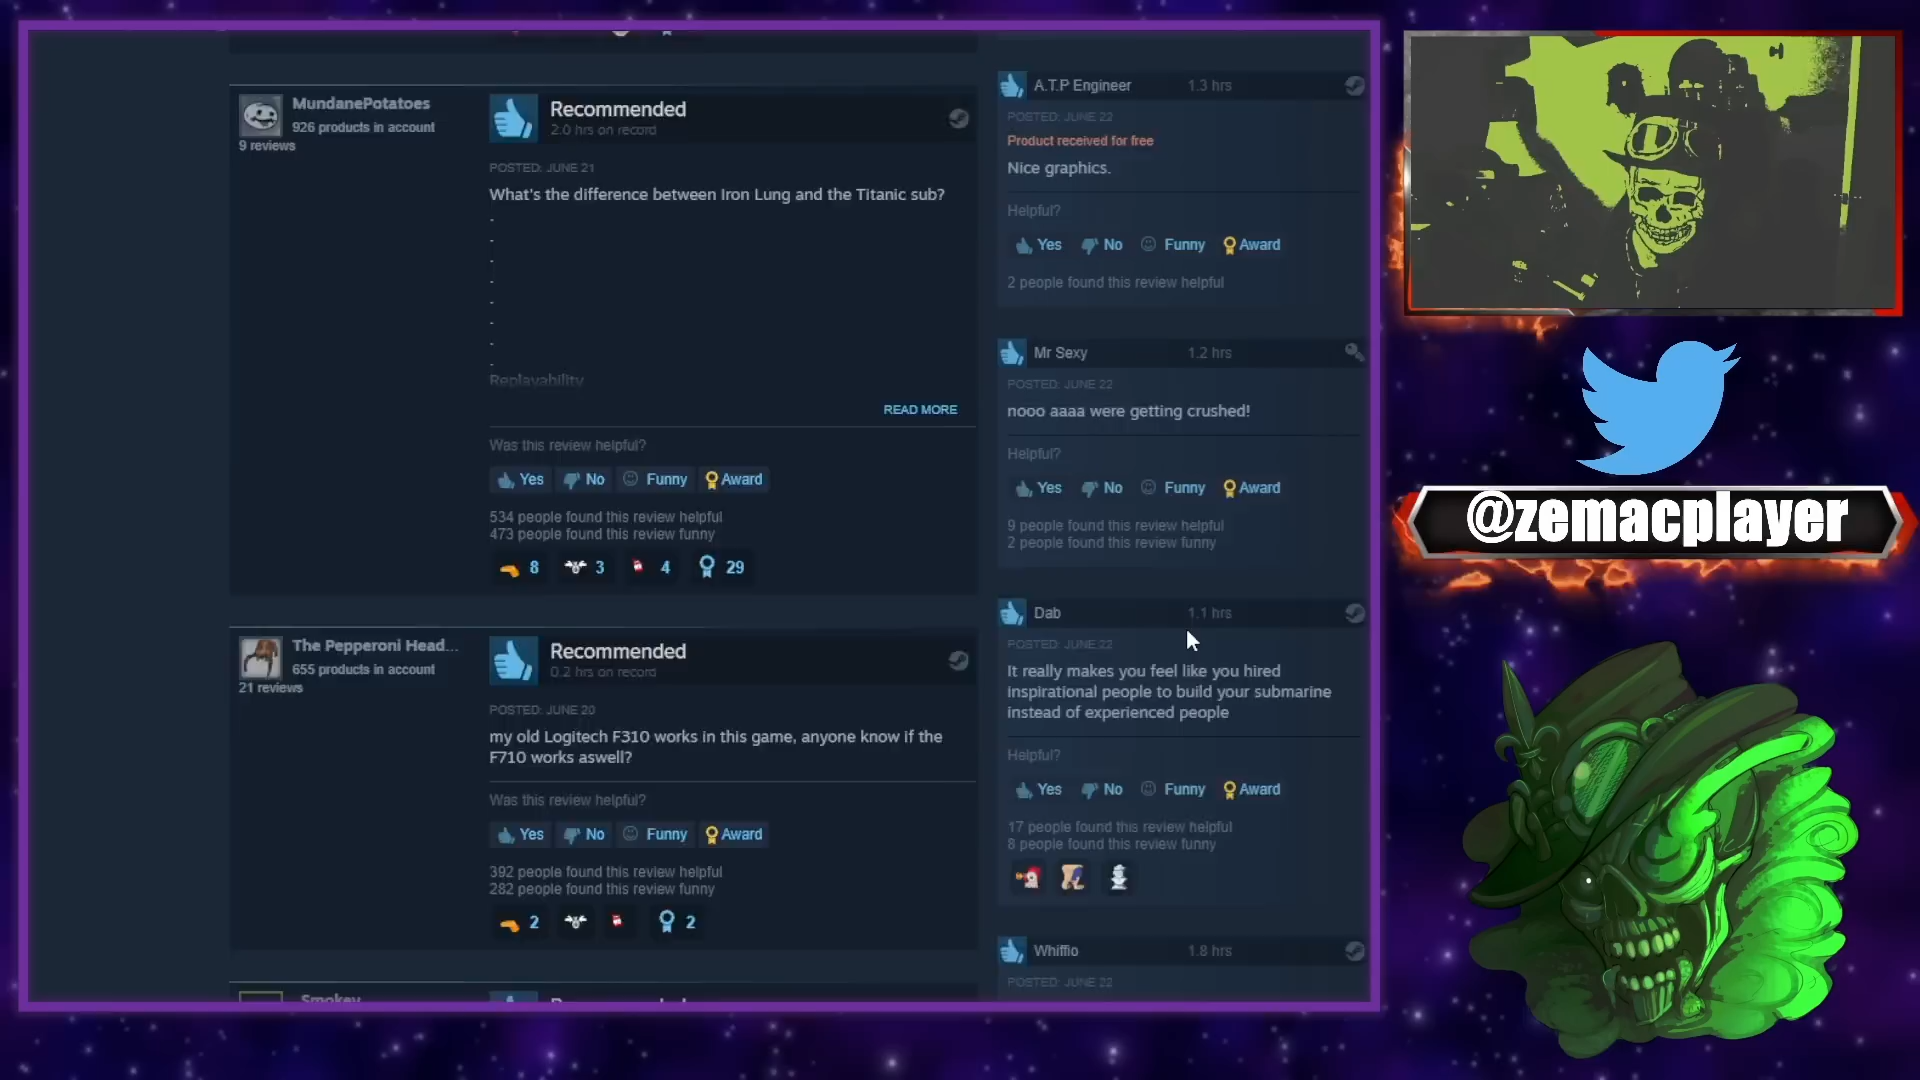 MundanePotatoes
926 products in account
9 reviews
Recommended
2.0 hrs on record
POSTED: JUNE 21
What's the difference between Iron Lung and the Titanic sub?
-
-
-
-
-
-
-
-
Replayability
READ MORE
Was this review helpful?
Yes
No
Funny
Award
534 people found this review helpful
473 people found this review funny
8
3
4
29
The Pepperoni Head...
655 products in account
21 reviews
Recommended
0.2 hrs on record
POSTED: JUNE 20
my old Logitech F310 works in this game, anyone know if the
F710 works aswell?
Was this review helpful?
Yes
No
Funny
Award
392 people found this review helpful
282 people found this review funny
2
2
Smokey
Recommended
A.T.P Engineer
1.3 hrs
POSTED: JUNE 22
Product received for free
Nice graphics.
Helpful?
Yes
No
Funny
Award
2 people found this review helpful
Mr Sexy
1.2 hrs
POSTED: JUNE 22
nooo aaaa were getting crushed!
Helpful?
Yes
No
Funny
Award
9 people found this review helpful
2 people found this review funny
Dab
1.1 hrs
POSTED: JUNE 22
It really makes you feel like you hired
inspirational people to build your submarine
instead of experienced people
Helpful?
Yes
No
Funny
Award
17 people found this review helpful
8 people found this review funny
Whiffio
1.8 hrs
POSTED: JUNE 22
@zemacplayer